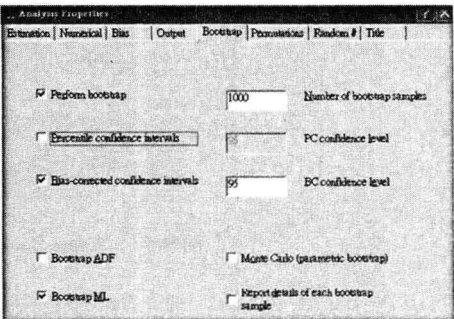 Analysis Properties
Estimation | Numerical | Bias | Output | Bootstrap | Permutations | Random # | Title
Perform bootstrap
1000
Number of bootstrap samples
Percentile confidence intervals
PC confidence level
Bias-corrected confidence intervals
95
BC confidence level
Bootstrap ADF
Monte Carlo (parametric bootstrap)
Bootstrap ML
Report details of each bootstrap
sample